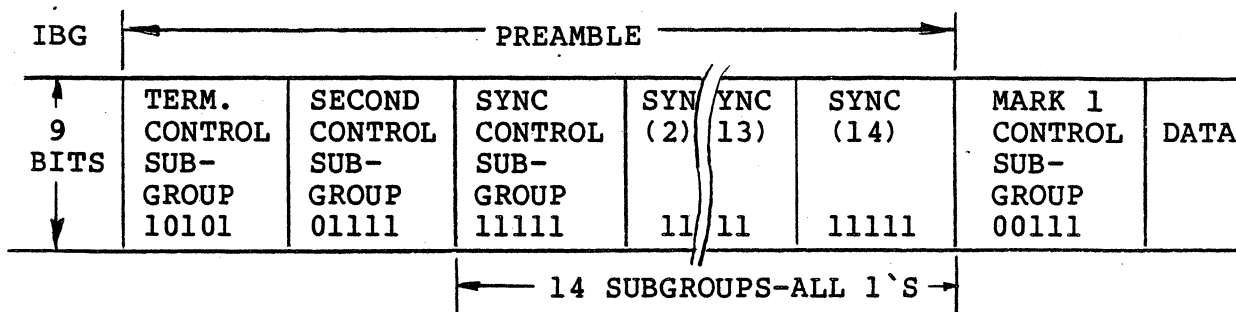 IBG
PREAMBLE
9 BITS
TERM. CONTROL SUB- GROUP 10101
SECOND CONTROL SUB- GROUP 01111
SYNC CONTROL SUB- GROUP 11111
SYN (2) 11
YNC 13) 11
SYNC (14) 11111
MARK 1 CONTROL SUB- GROUP 00111
DATA
14 SUBGROUPS-ALL 1`S